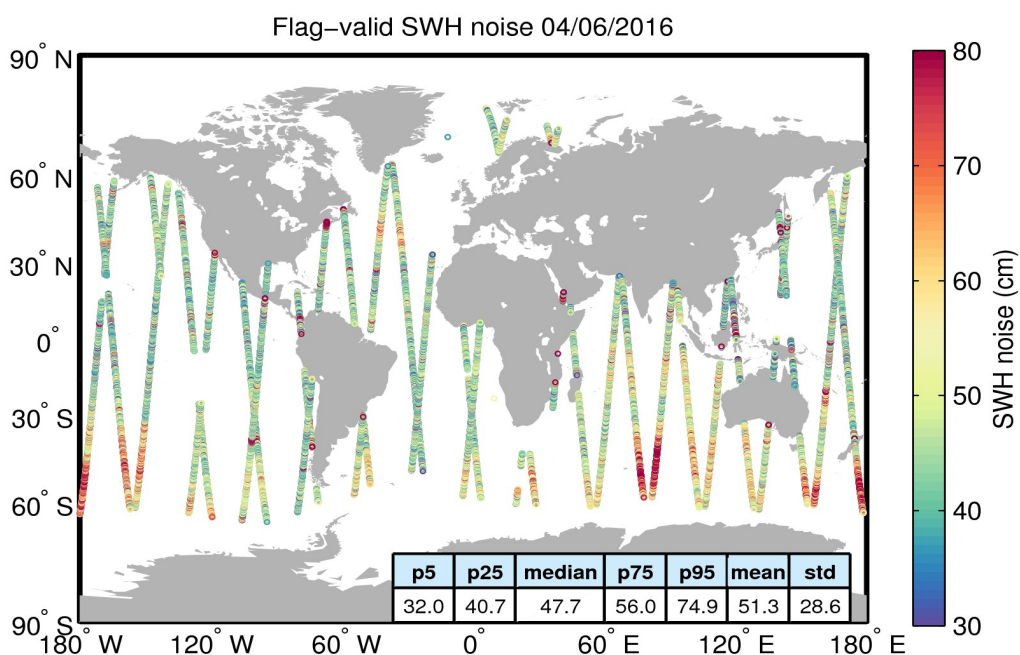 Flag−valid SWH noise 04/06/2016
90° N
60° N
30° N
0°
30° S
60° S
90° S
180° W
120° W
60° W
0°
60° E
120° E
180° E
p5 p25 median p75 p95 mean std
32.0 40.7 47.7 56.0 74.9 51.3 28.6
80
70
60
50
40
30
SWH noise (cm)